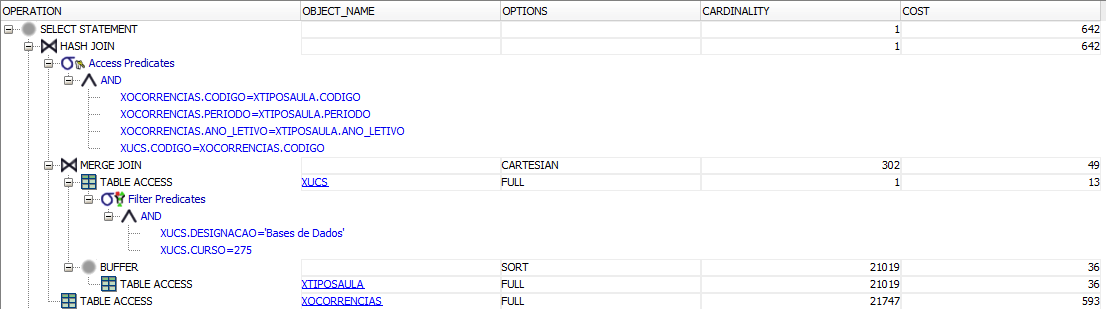 OPERATION OBJECT_NAME OPTIONS CARDINALITY COST
SELECT STATEMENT 1 642
HASH JOIN 1 642
Access Predicates
AND
XOCORRENCIAS.CODIGO=XTIPOSAULA.CODIGO
XOCORRENCIAS.PERIODO=XTIPOSAULA.PERIODO
XOCORRENCIAS.ANO_LETIVO=XTIPOSAULA.ANO_LETIVO
XUCS.CODIGO=XOCORRENCIAS.CODIGO
MERGE JOIN CARTESIAN 302 49
TABLE ACCESS XUCS FULL 1 13
Filter Predicates
AND
XUCS.DESIGNACAO='Bases de Dados'
XUCS.CURSO=275
BUFFER SORT 21019 36
TABLE ACCESS XTIPOSAULA FULL 21019 36
TABLE ACCESS XOCORRENCIAS FULL 21747 593